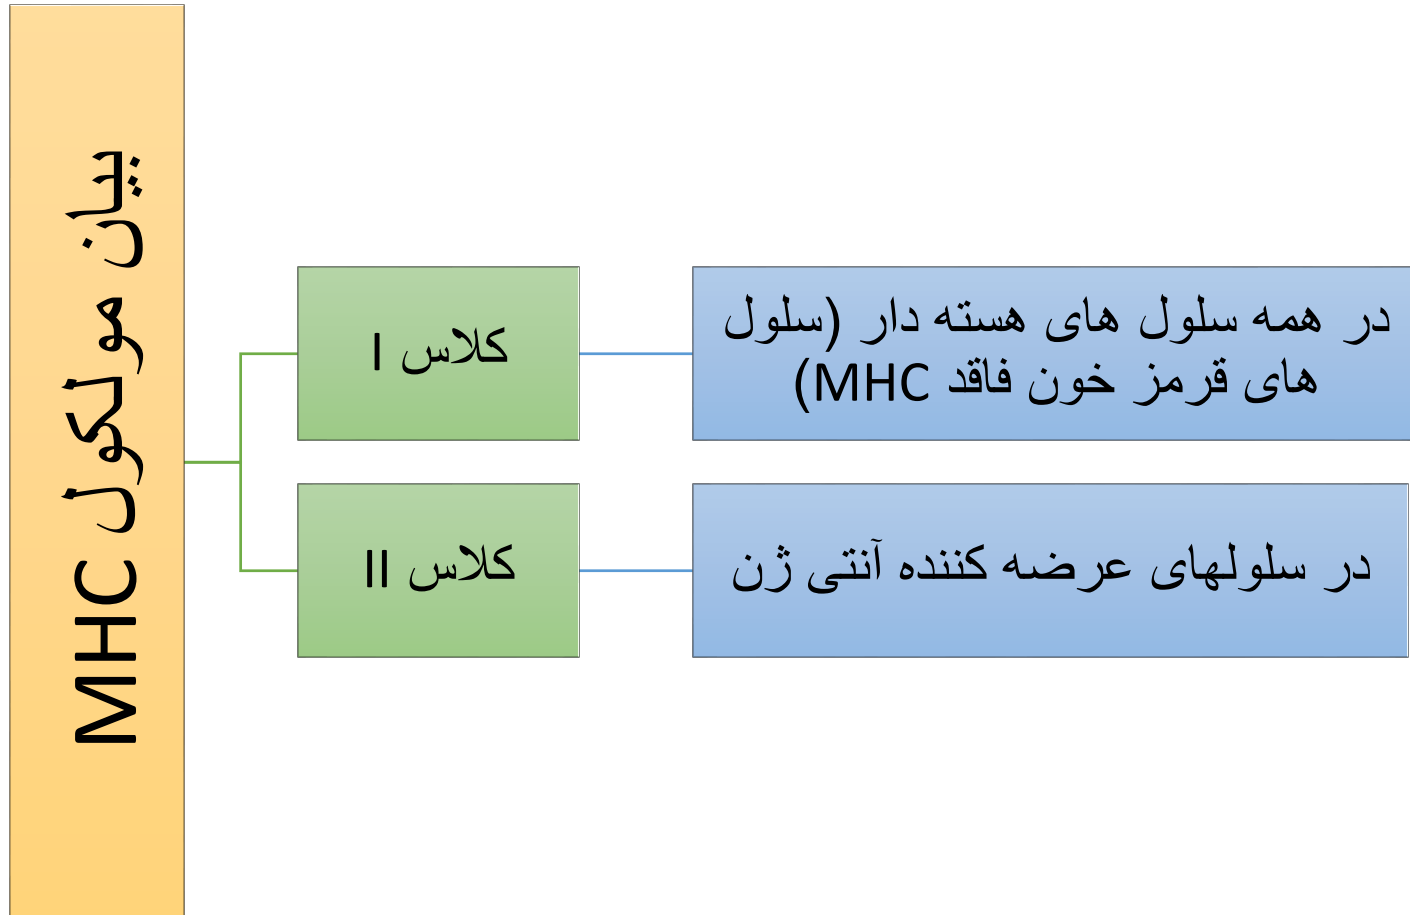 بیان مولکول MHC
کلاس I
در همه سلول های هسته دار (سلول
های قرمز خون فاقد MHC)
کلاس II
در سلولهای عرضه کننده آنتی ژن